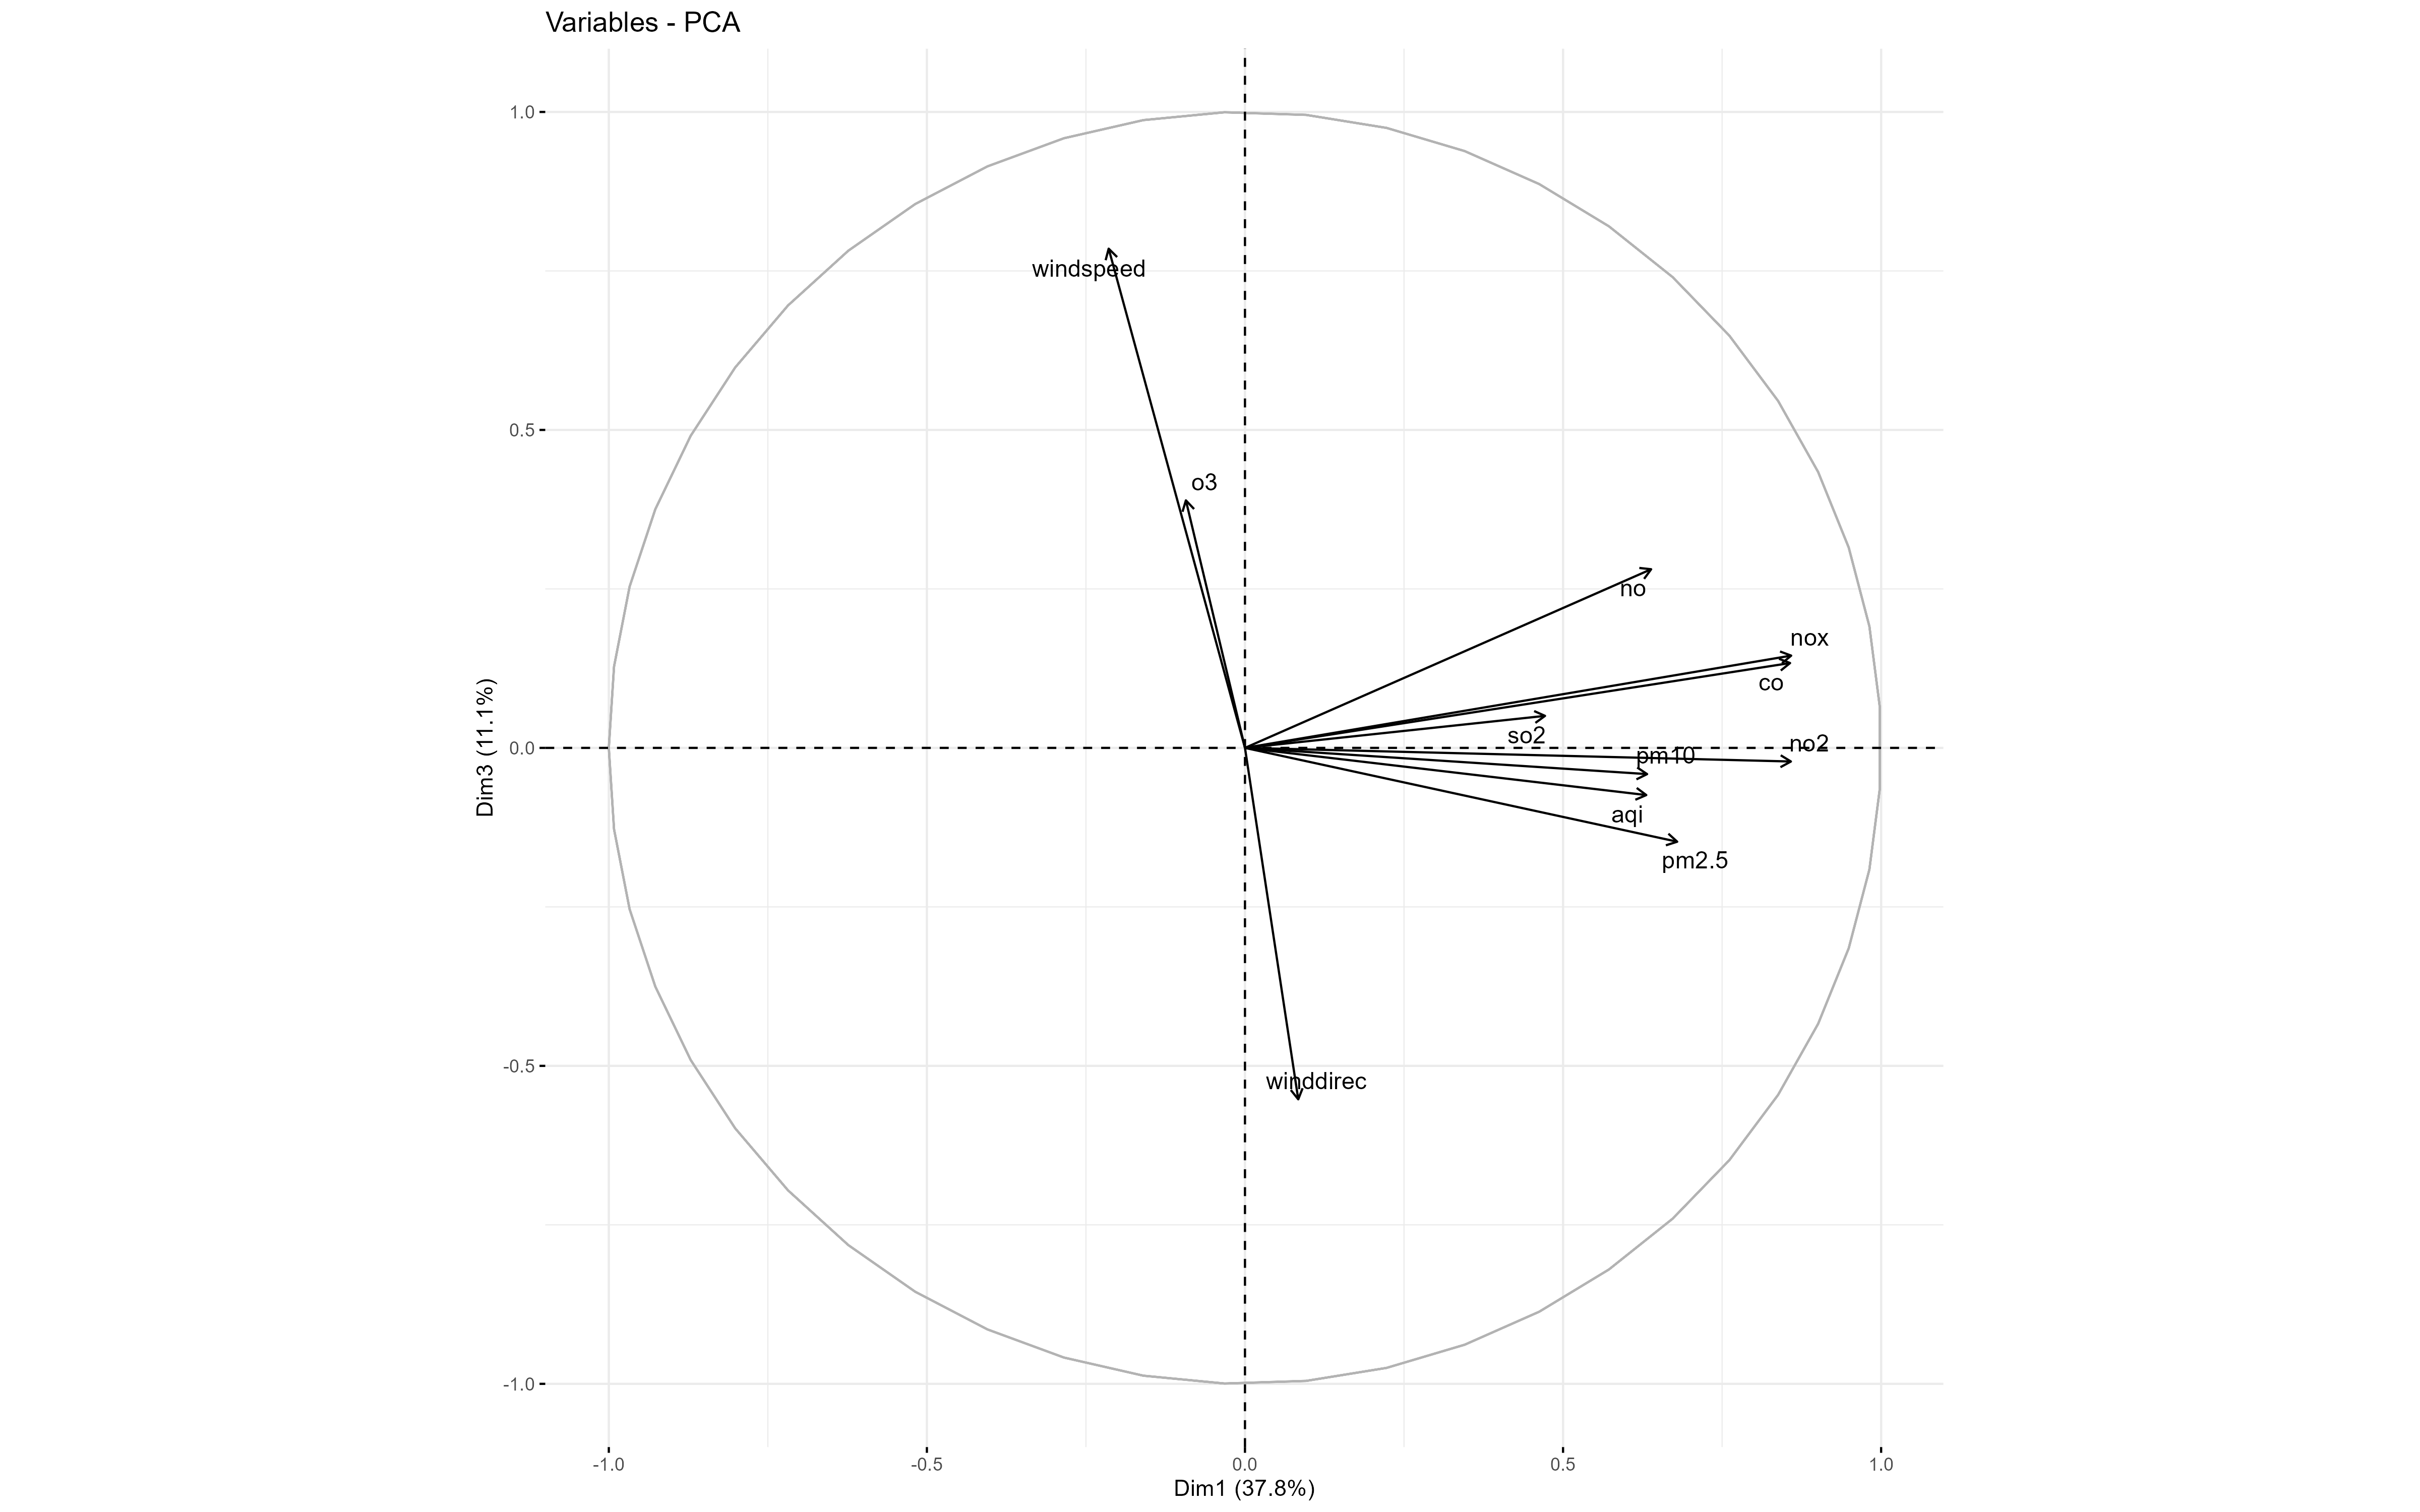 Variables - PCA
1.0
windspeed
0.5
o3
no
nox
co
so2
no2
pm10
0.0
aqi
pm2.5
Dim3 (11.1%)
-0.5
winddirec
-1.0
-1.0
-0.5
0.0
0.5
1.0
Dim1 (37.8%)